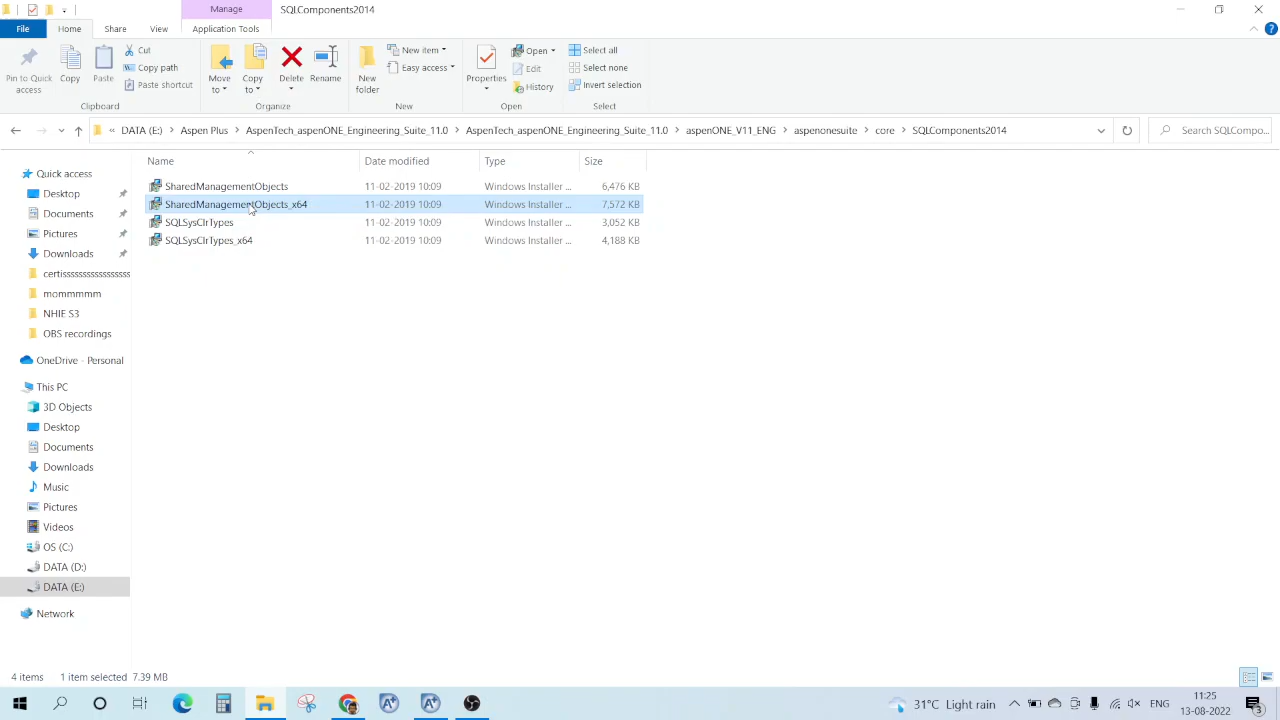 Manage
SQLComponents2014
File
Home
Share
View
Application Tools
Pin to Quick
access
Copy
Paste
Cut
Copy path
Paste shortcut
Clipboard
Move
to
Copy
to
Delete
Rename
Organize
New
folder
New item
Easy access
New
Properties
Open
Edit
History
Open
Select all
Select none
Invert selection
Select
« DATA (E:) > Aspen Plus > AspenTech_aspenONE_Engineering_Suite_11.0 > AspenTech_aspenONE_Engineering_Suite_11.0 > aspenONE_V11_ENG > aspenonesuite > core > SQLComponents2014
Search SQLCompo...
Name Date modified Type Size
SharedManagementObjects 11-02-2019 10:09 Windows Installer ... 6,476 KB
SharedManagementObjects_x64 11-02-2019 10:09 Windows Installer ... 7,572 KB
SQLSysClrTypes 11-02-2019 10:09 Windows Installer ... 3,052 KB
SQLSysClrTypes_x64 11-02-2019 10:09 Windows Installer ... 4,188 KB
Quick access
Desktop
Documents
Pictures
Downloads
certisssssssssssssssss
mommmmm
NHIE S3
OBS recordings
OneDrive - Personal
This PC
3D Objects
Desktop
Documents
Downloads
Music
Pictures
Videos
OS (C:)
DATA (D:)
DATA (E:)
Network
4 items 1 item selected 7.39 MB
31°C Light rain
ENG
11:25
13-08-2022
3